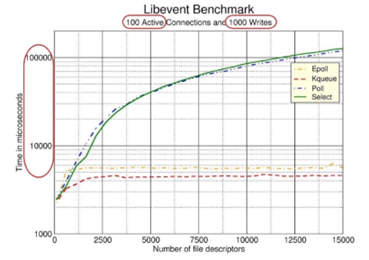 Libevent Benchmark
100 Active Connections and 1000 Writes
100000
Epoll
Kqueue
Poll
Select
Time in microseconds
10000
1000
0 2500 5000 7500 10000 12500 15000
Number of file descriptors